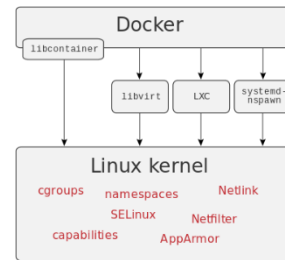 Docker
libcontainer
libvirt
LXC
systemd-
nspawn
Linux kernel
cgroups
namespaces
Netlink
SELinux
Netfilter
capabilities
AppArmor